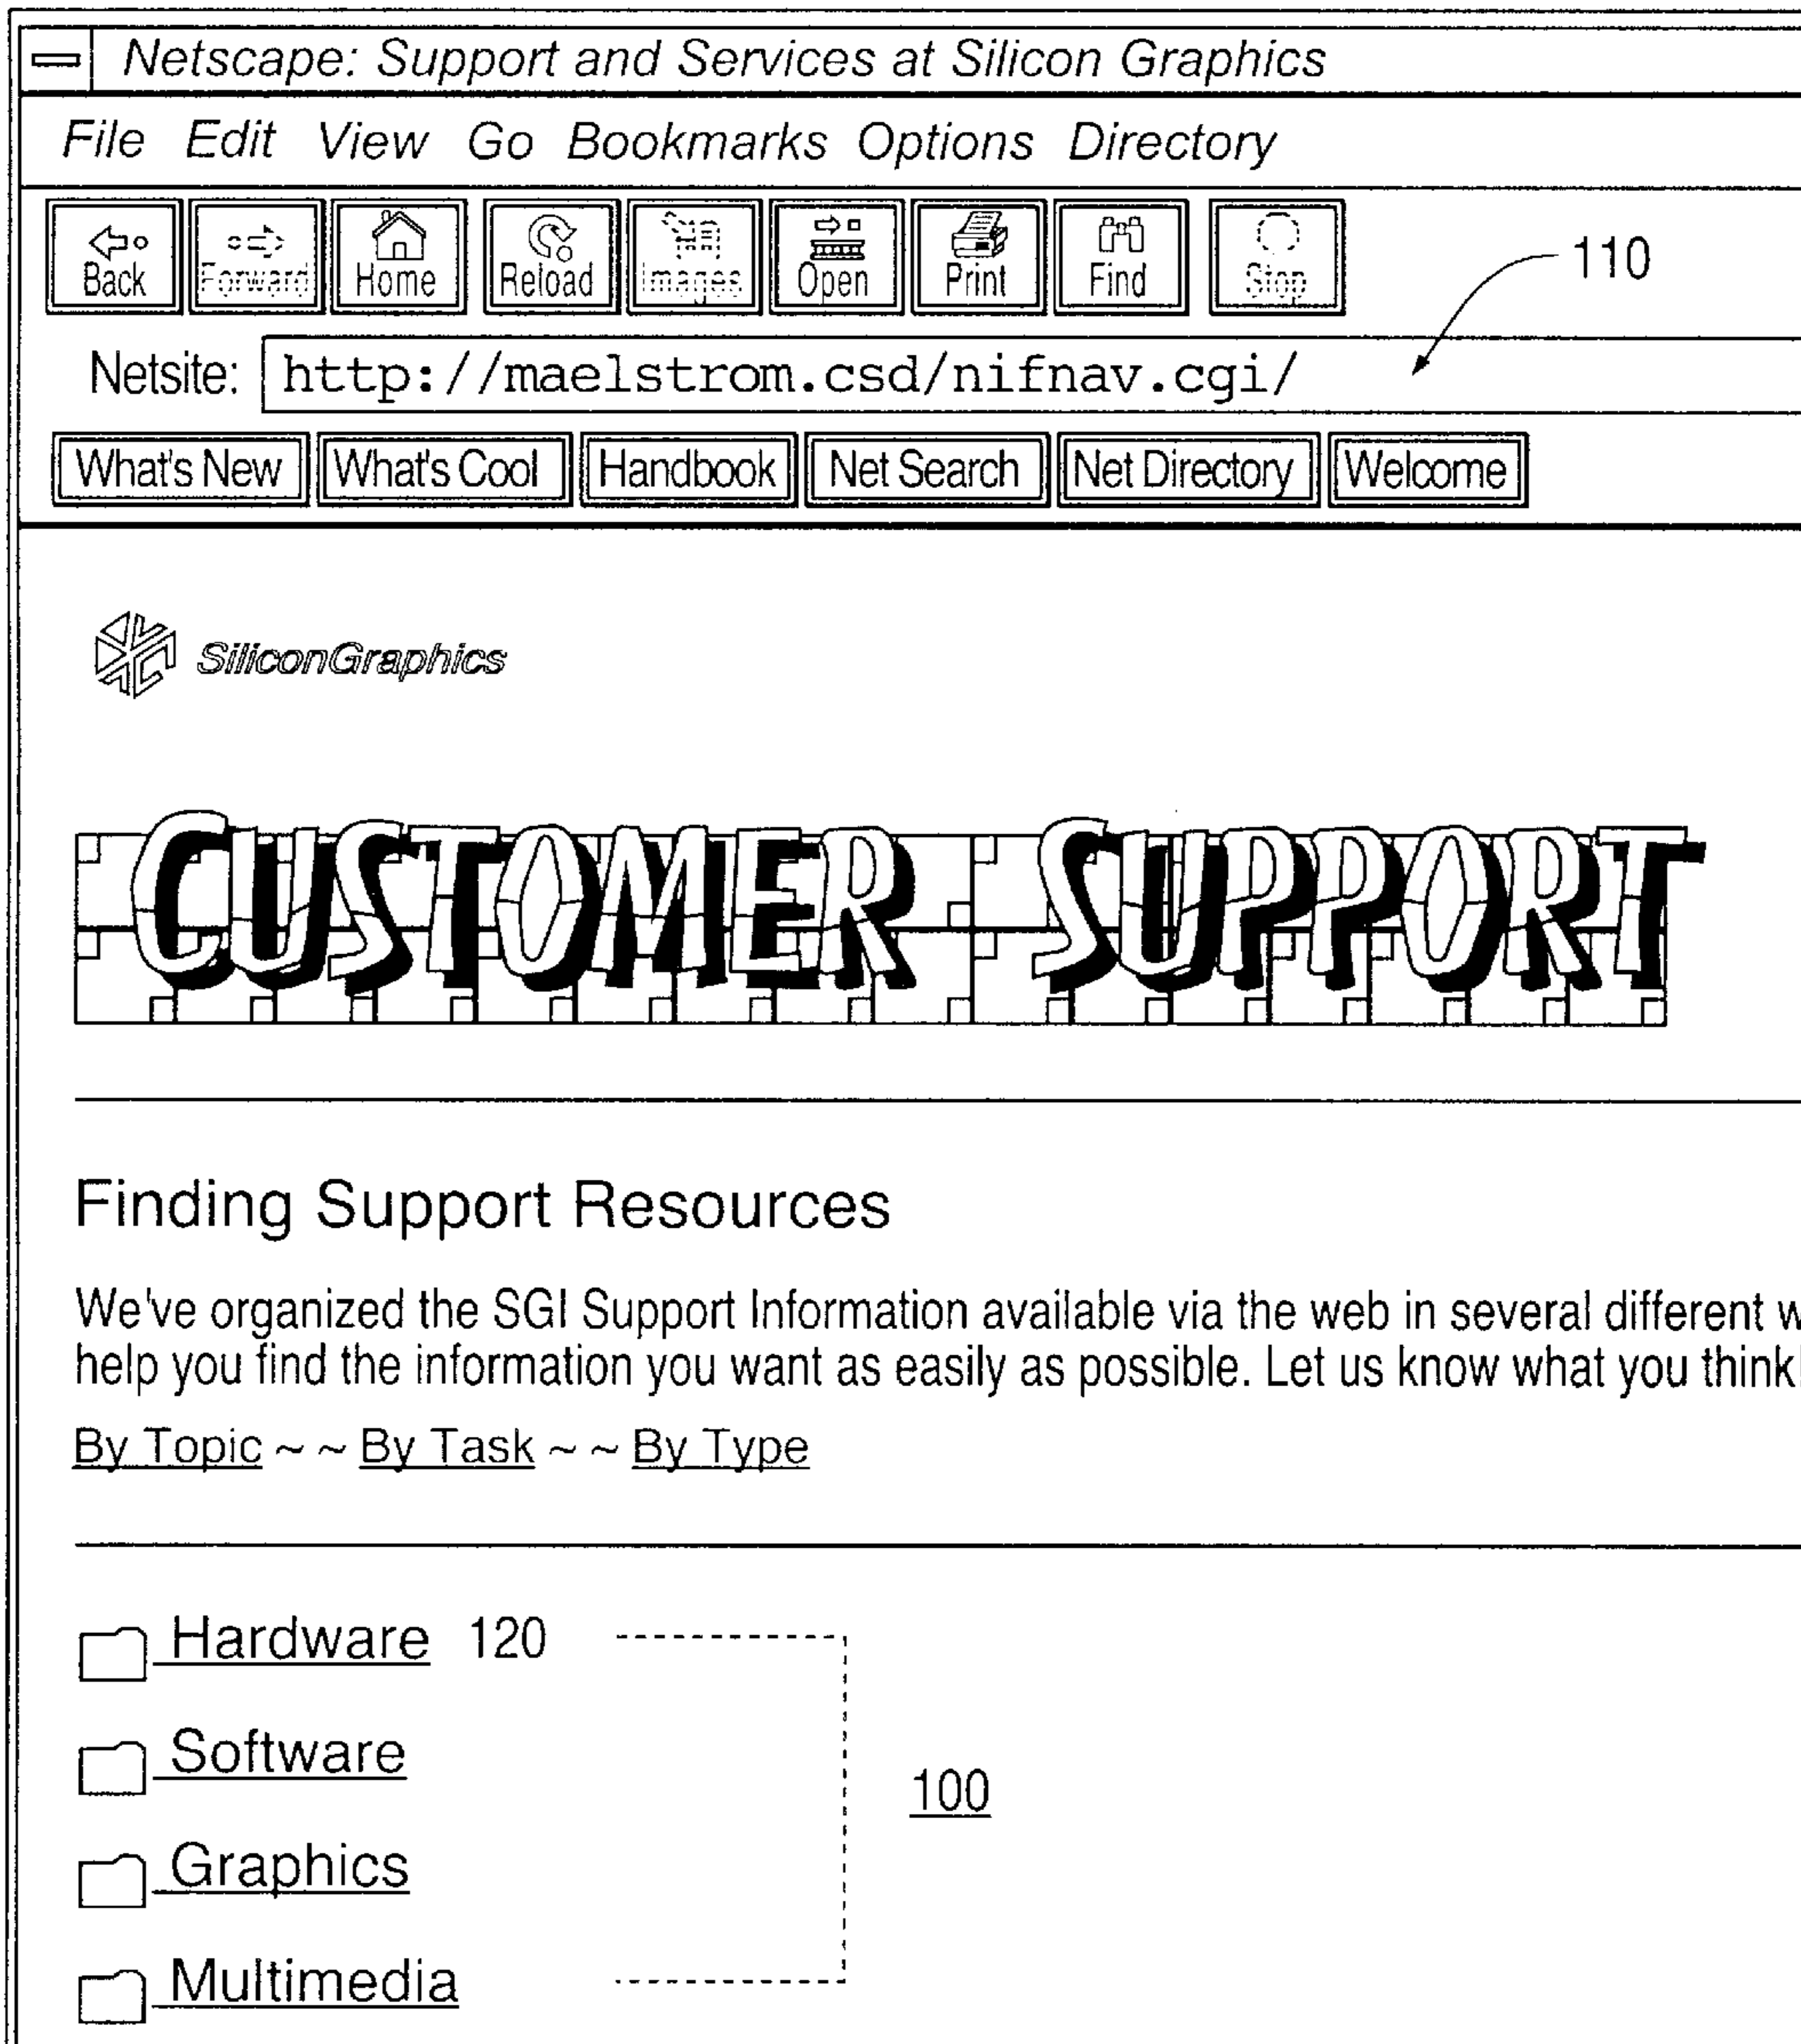 Netscape: Support and Services at Silicon Graphics
File Edit View Go Bookmarks Options Directory
Back Forward Home Reload Images Open Print Find Stop
110
Netsite: http://maelstrom.csd/nifnav.cgi/
What's New What's Cool Handbook Net Search Net Directory Welcome
SiliconGraphics
CUSTOMER SUPPORT
Finding Support Resources
We've organized the SGI Support Information available via the web in several different w
help you find the information you want as easily as possible. Let us know what you think!
By Topic ~ ~ By Task ~ ~ By Type
Hardware 120
Software
100
Graphics
Multimedia